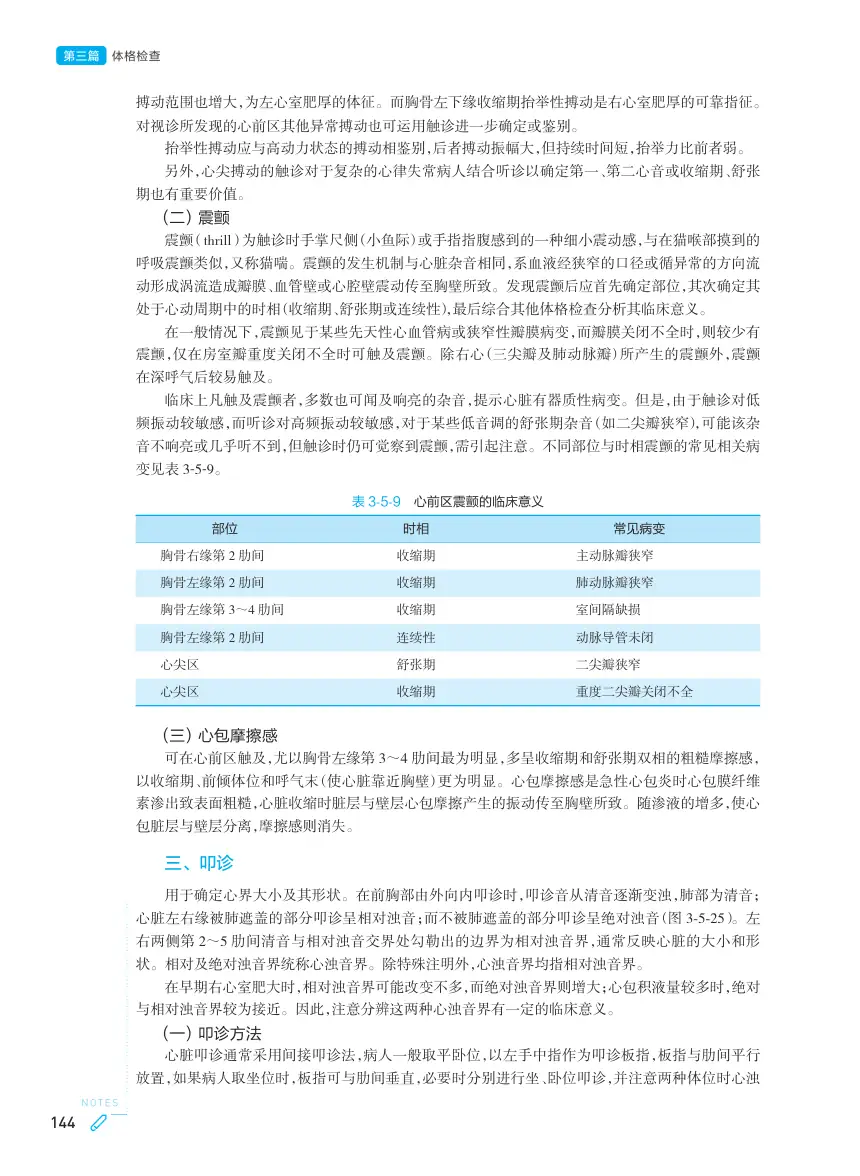 第三篇 体格检查
搏动范围也增大,为左心室肥厚的体征。而胸骨左下缘收缩期抬举性搏动是右心室肥厚的可靠指征。
对视诊所发现的心前区其他异常搏动也可运用触诊进一步确定或鉴别。
抬举性搏动应与高动力状态的搏动相鉴别,后者搏动振幅大,但持续时间短,抬举力比前者弱。
另外,心尖搏动的触诊对于复杂的心律失常病人结合听诊以确定第一、第二心音或收缩期、舒张
期也有重要价值。
(二)震颤
震颤(thrill)为触诊时手掌尺侧(小鱼际)或手指指腹感到的一种细小震动感,与在猫喉部摸到的
呼吸震颤类似,又称猫喘。震颤的发生机制与心脏杂音相同,系血液经狭窄的口径或循异常的方向流
动形成涡流造成瓣膜、血管壁或心腔壁震动传至胸壁所致。发现震颤后应首先确定部位,其次确定其
处于心动周期中的时相(收缩期、舒张期或连续性),最后综合其他体格检查分析其临床意义。
在一般情况下,震颤见于某些先天性心血管病或狭窄性瓣膜病变,而瓣膜关闭不全时,则较少有
震颤,仅在房室瓣重度关闭不全时可触及震颤。除右心(三尖瓣及肺动脉瓣)所产生的震颤外,震颤
在深呼气后较易触及。
临床上凡触及震颤者,多数也可闻及响亮的杂音,提示心脏有器质性病变。但是,由于触诊对低
频振动较敏感,而听诊对高频振动较敏感,对于某些低音调的舒张期杂音(如二尖瓣狭窄),可能该杂
音不响亮或几乎听不到,但触诊时仍可觉察到震颤,需引起注意。不同部位与时相震颤的常见相关病
变见表 3-5-9。
表 3-5-9 心前区震颤的临床意义
部位 时相 常见病变
胸骨右缘第 2 肋间 收缩期 主动脉瓣狭窄
胸骨左缘第 2 肋间 收缩期 肺动脉瓣狭窄
胸骨左缘第 3～4 肋间 收缩期 室间隔缺损
胸骨左缘第 2 肋间 连续性 动脉导管未闭
心尖区 舒张期 二尖瓣狭窄
心尖区 收缩期 重度二尖瓣关闭不全
(三)心包摩擦感
可在心前区触及,尤以胸骨左缘第 3～4 肋间最为明显,多呈收缩期和舒张期双相的粗糙摩擦感,
以收缩期、前倾体位和呼气末(使心脏靠近胸壁)更为明显。心包摩擦感是急性心包炎时心包膜纤维
素渗出致表面粗糙,心脏收缩时脏层与壁层心包摩擦产生的振动传至胸壁所致。随渗液的增多,使心
包脏层与壁层分离,摩擦感则消失。
三、叩诊
用于确定心界大小及其形状。在前胸部由外向内叩诊时,叩诊音从清音逐渐变浊,肺部为清音;
心脏左右缘被肺遮盖的部分叩诊呈相对浊音;而不被肺遮盖的部分叩诊呈绝对浊音(图 3-5-25)。左
右两侧第 2～5 肋间清音与相对浊音交界处勾勒出的边界为相对浊音界,通常反映心脏的大小和形
状。相对及绝对浊音界统称心浊音界。除特殊注明外,心浊音界均指相对浊音界。
在早期右心室肥大时,相对浊音界可能改变不多,而绝对浊音界则增大;心包积液量较多时,绝对
与相对浊音界较为接近。因此,注意分辨这两种心浊音界有一定的临床意义。
(一)叩诊方法
心脏叩诊通常采用间接叩诊法,病人一般取平卧位,以左手中指作为叩诊板指,板指与肋间平行
放置,如果病人取坐位时,板指可与肋间垂直,必要时分别进行坐、卧位叩诊,并注意两种体位时心浊
NOTES
144